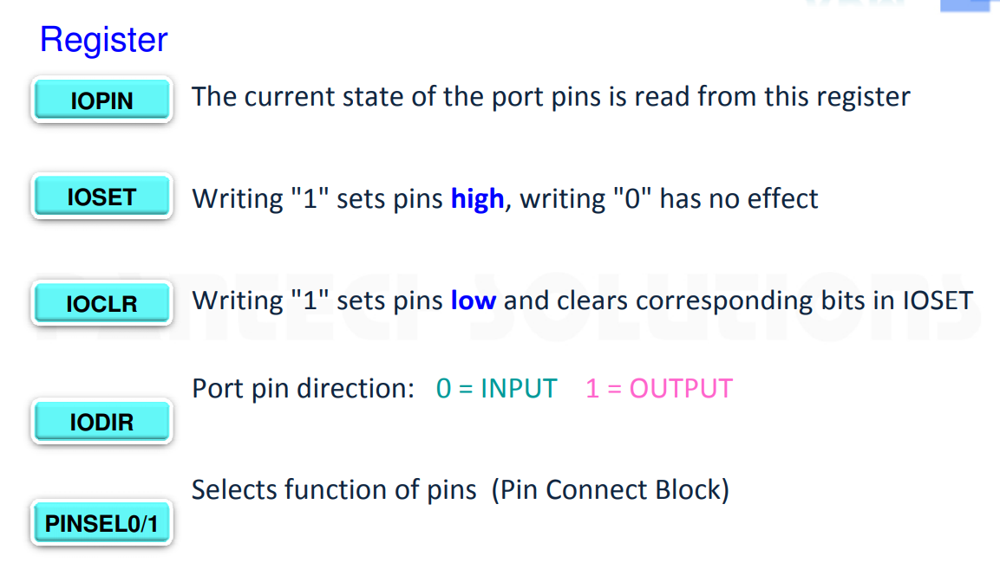 Register
IOPIN The current state of the port pins is read from this register
IOSET Writing "1" sets pins high, writing "0" has no effect
IOCLR Writing "1" sets pins low and clears corresponding bits in IOSET
Port pin direction: 0 = INPUT 1 = OUTPUT
IODIR
Selects function of pins (Pin Connect Block)
PINSEL0/1